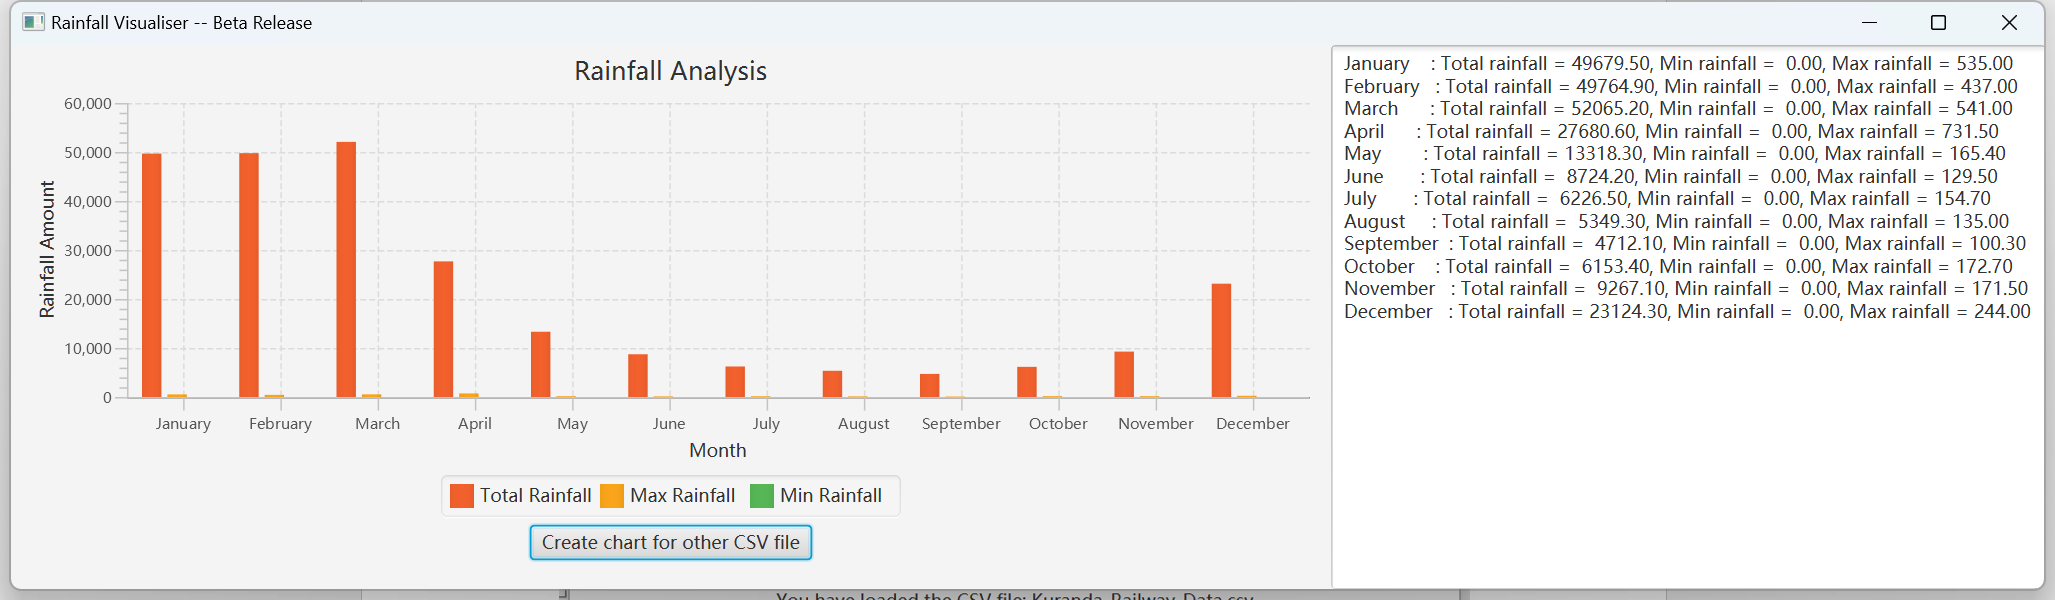 Rainfall Visualiser -- Beta Release
Rainfall Analysis
60,000
50,000
40,000
30,000
20,000
10,000
0
Rainfall Amount
January February March April May June July August September October November December
Month
Total Rainfall Max Rainfall Min Rainfall
Create chart for other CSV file
January : Total rainfall = 49679.50, Min rainfall = 0.00, Max rainfall = 535.00
February : Total rainfall = 49764.90, Min rainfall = 0.00, Max rainfall = 437.00
March : Total rainfall = 52065.20, Min rainfall = 0.00, Max rainfall = 541.00
April : Total rainfall = 27680.60, Min rainfall = 0.00, Max rainfall = 731.50
May : Total rainfall = 13318.30, Min rainfall = 0.00, Max rainfall = 165.40
June : Total rainfall = 8724.20, Min rainfall = 0.00, Max rainfall = 129.50
July : Total rainfall = 6226.50, Min rainfall = 0.00, Max rainfall = 154.70
August : Total rainfall = 5349.30, Min rainfall = 0.00, Max rainfall = 135.00
September : Total rainfall = 4712.10, Min rainfall = 0.00, Max rainfall = 100.30
October : Total rainfall = 6153.40, Min rainfall = 0.00, Max rainfall = 172.70
November : Total rainfall = 9267.10, Min rainfall = 0.00, Max rainfall = 171.50
December : Total rainfall = 23124.30, Min rainfall = 0.00, Max rainfall = 244.00
You have loaded the CSV file: Kuranda Railway Data.csv